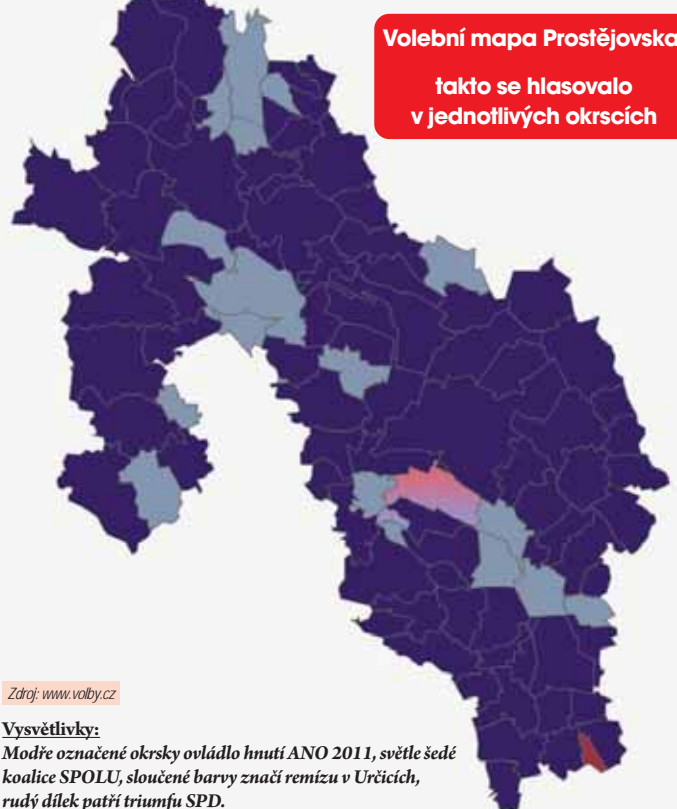 Volební mapa Prostějovska
takto se hlasovalo
v jednotlivých okrscích
Zdroj: www.volby.cz
Vysvětlivky:
Modře označené okrsky ovládlo hnutí ANO 2011, světle šedé
koalice SPOLU, sloučené barvy značí remízu v Určicích,
rudý dílek patří triumfu SPD.